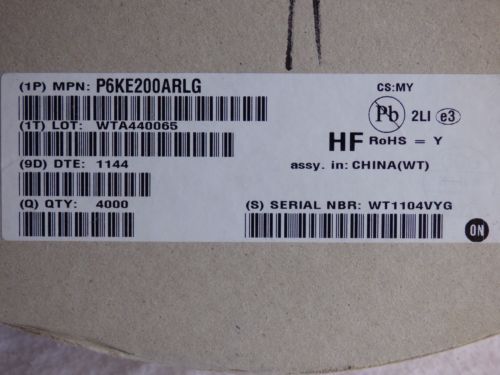 (1P) MPN: P6KE200ARLG
CS:MY
(1T) LOT: WTA440065
Pb 2LI e3
HF RoHS = Y
(9D) DTE: 1144
assy. in: CHINA(WT)
(Q) QTY: 4000
(S) SERIAL NBR: WT1104VYG
ON